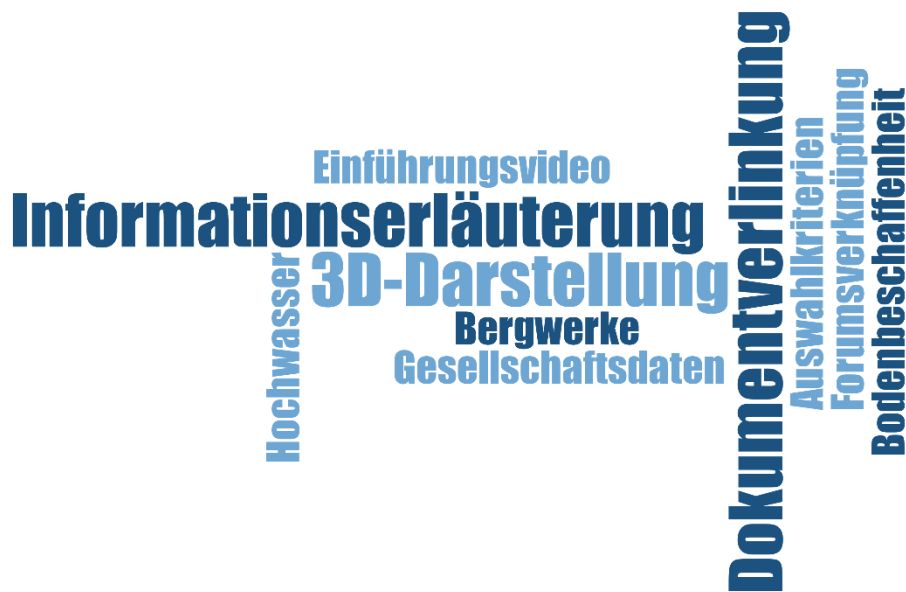 Einführungsvideo
Informationserläuterung
3D-Darstellung
Bergwerke
Gesellschaftsdaten
Hochwasser
Dokumentverlinkung
Auswahlkriterien
Forumsverknüpfung
Bodenbeschaffenheit